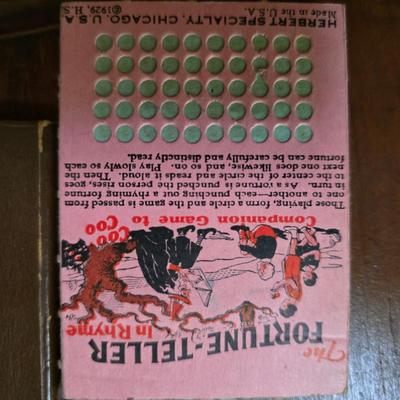 The
FORTUNE-TELLER
In Rhyme
Companion Game to
COO
COO
Those playing, form a circle and the game is passed from
one to another—each punching out a rhyming fortune
in turn. As a fortune is punched the person rises, goes
to the center of the circle and reads it aloud. Then the
next one does likewise, and so on. Play slowly so each
fortune can be carefully and distinctly read.
HERBERT SPECIALTY, CHICAGO, U.S.A.
Made in the U.S.A.
©1929, H.S.